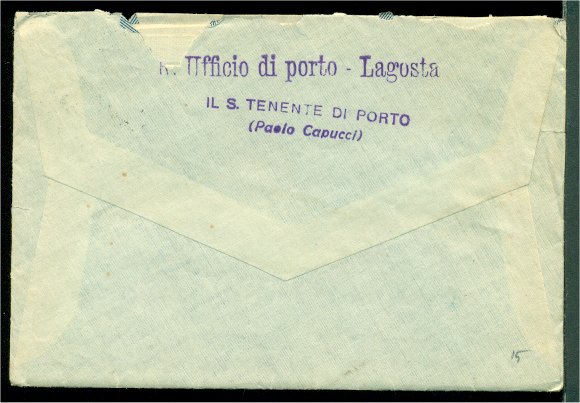 R. Ufficio di porto - Lagosta
IL S. TENENTE DI PORTO
(Paolo Capucci)
15